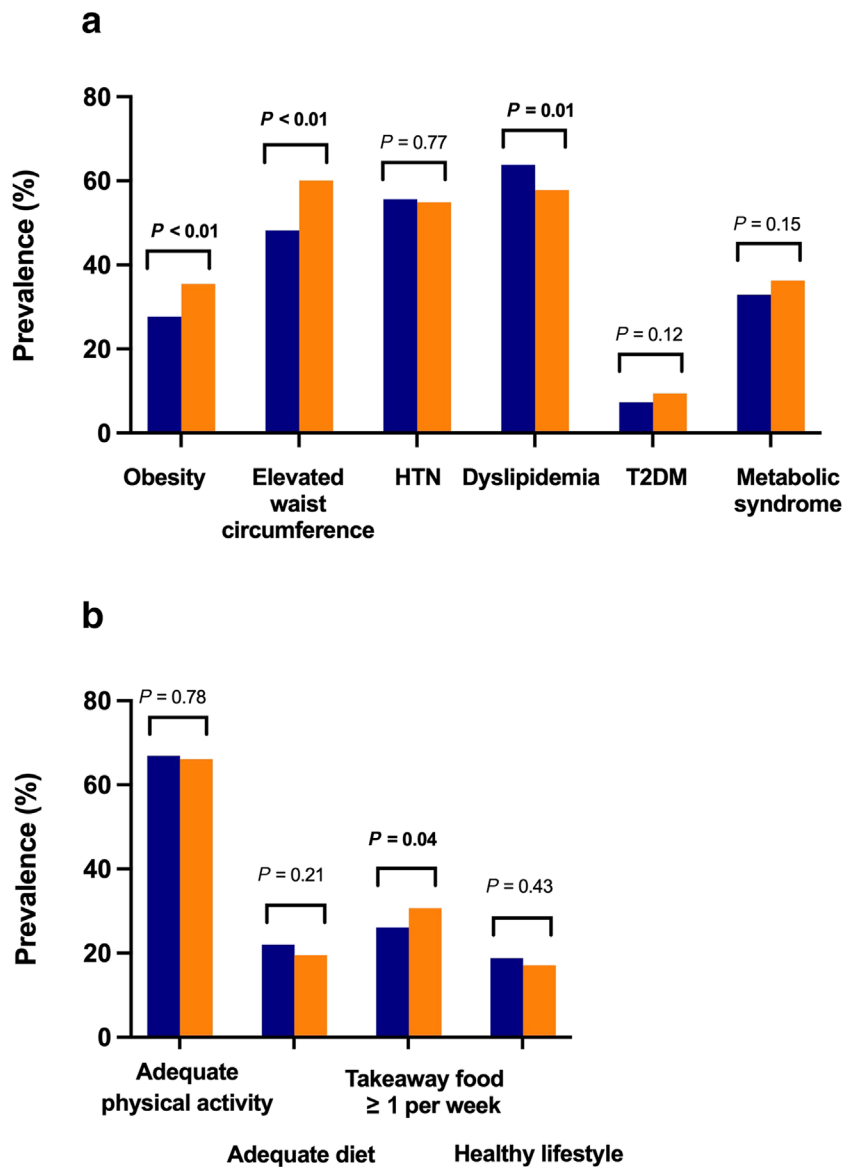 a
Prevalence (%)
80
60
40
20
0
P < 0.01
P < 0.01
P = 0.77
P = 0.01
P = 0.12
P = 0.15
Obesity
Elevated
waist
circumference
HTN
Dyslipidemia
T2DM
Metabolic
syndrome
b
Prevalence (%)
80
60
40
20
0
P = 0.78
P = 0.21
P = 0.04
P = 0.43
Adequate
physical activity
Adequate diet
Takeaway food
≥ 1 per week
Healthy lifestyle